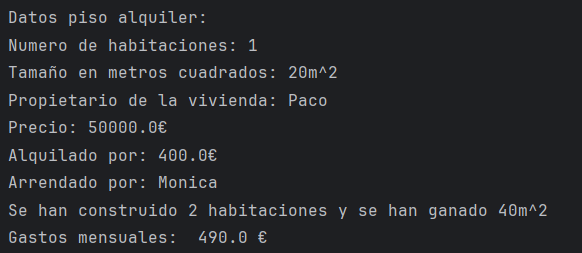 Datos piso alquiler:
Numero de habitaciones: 1
Tamaño en metros cuadrados: 20m^2
Propietario de la vivienda: Paco
Precio: 50000.0€
Alquilado por: 400.0€
Arrendado por: Monica
Se han construido 2 habitaciones y se han ganado 40m^2
Gastos mensuales:  490.0 €